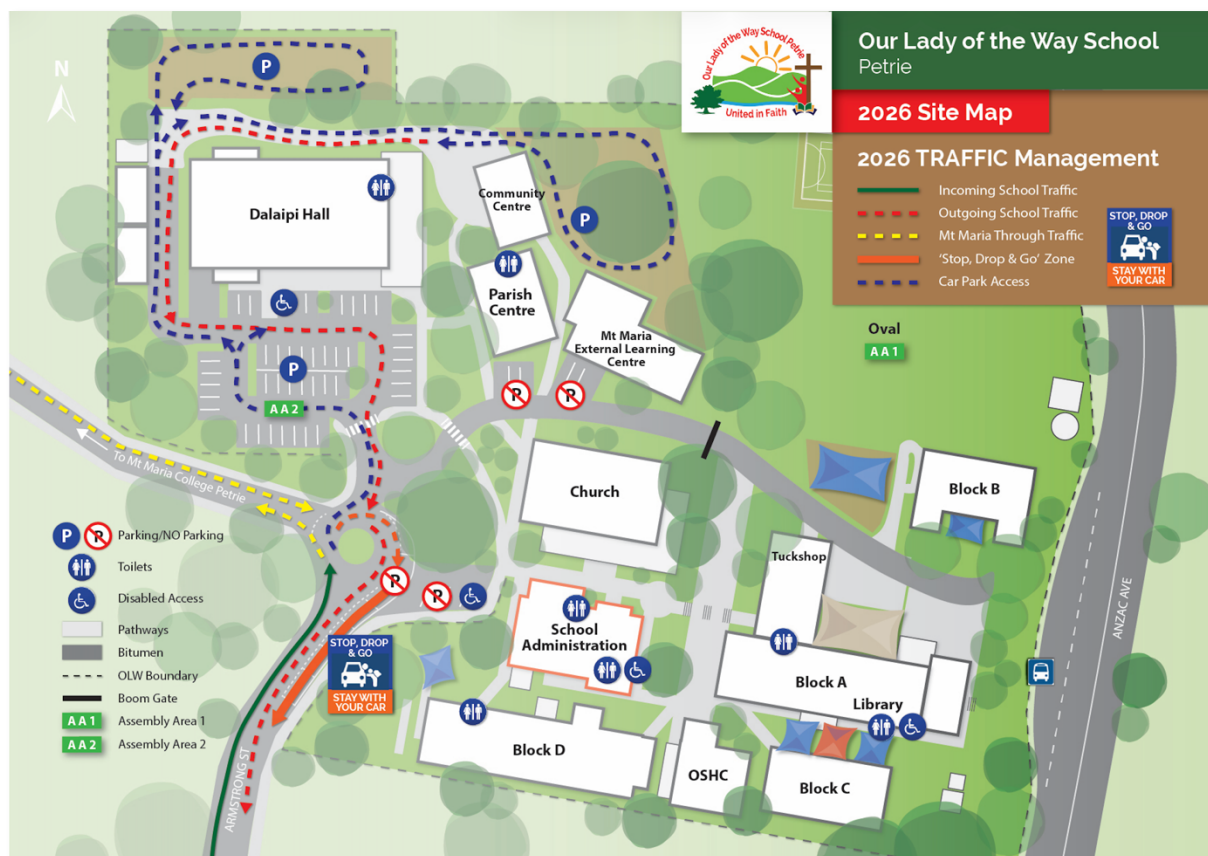 N
P
Our Lady of the Way School Petrie
United in Faith
Our Lady of the Way School
Petrie
2026 Site Map
2026 TRAFFIC Management
Incoming School Traffic
Outgoing School Traffic
Mt Maria Through Traffic
'Stop, Drop & Go' Zone
Car Park Access
STOP, DROP
& GO
STAY WITH
YOUR CAR
Dalaipi Hall
Community
Centre
P
Parish
Centre
Mt Maria
External Learning
Centre
Oval
AA1
P
AA2
P
P
To Mt Maria College Petrie
Church
Block B
Tuckshop
P
P
School
Administration
STOP, DROP
& GO
STAY WITH
YOUR CAR
Block A
Library
Block D
OSHC
Block C
ARMSTRONG ST
ANZAC AVE
P
P
Parking/NO Parking
Toilets
Disabled Access
Pathways
Bitumen
OLW Boundary
Boom Gate
AA1 Assembly Area 1
AA2 Assembly Area 2